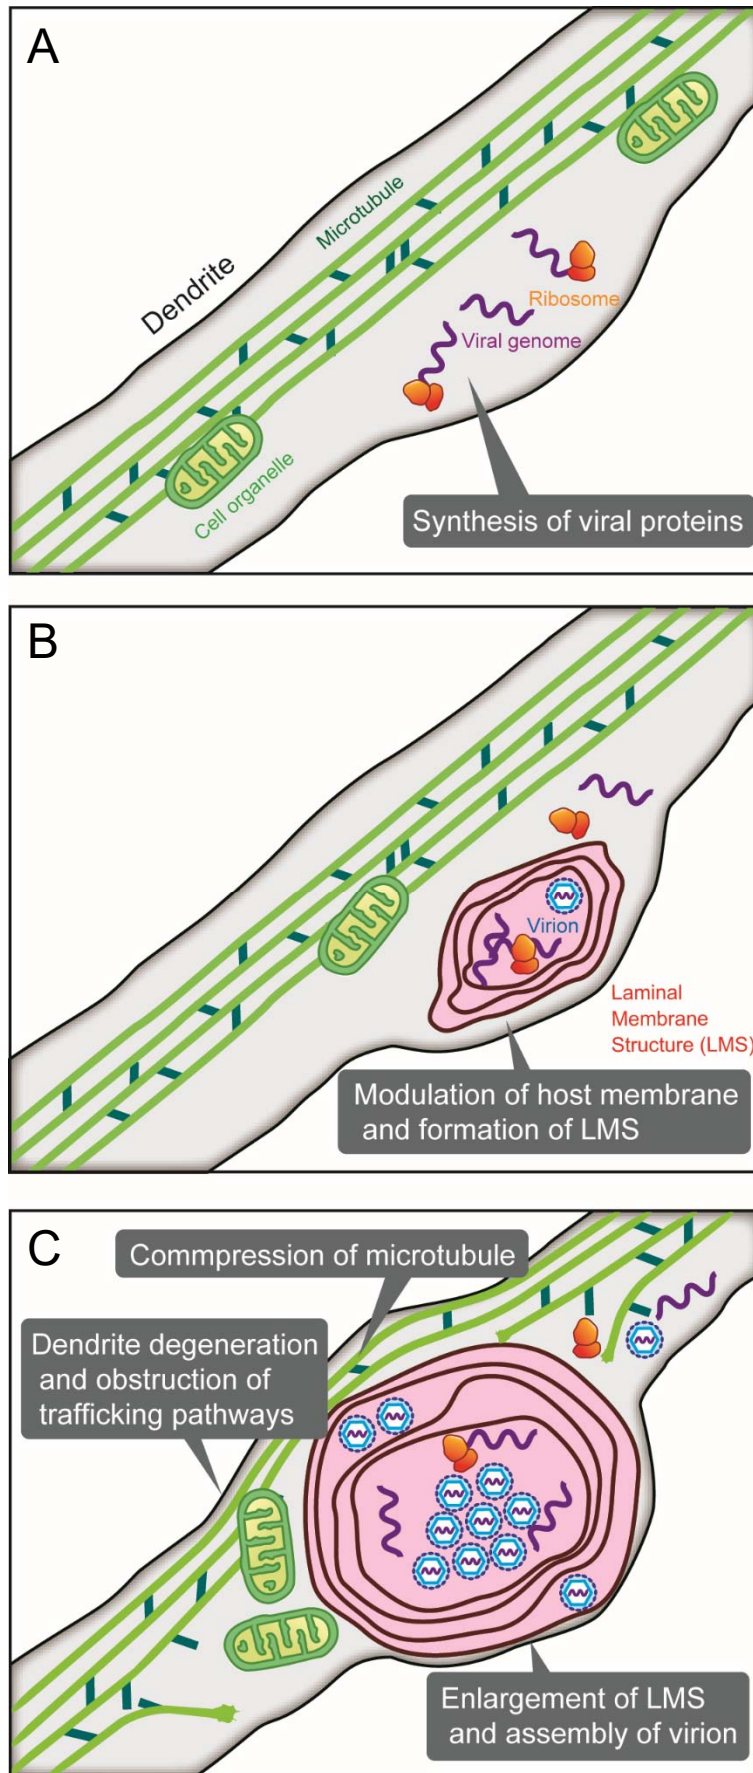 A
Dendrite
Microtubule
Ribosome
Viral genome
Cell organelle
Synthesis of viral proteins
B
Virion
Laminal
Membrane
Structure (LMS)
Modulation of host membrane
and formation of LMS
C
Commpression of microtubule
Dendrite degeneration
and obstruction of
trafficking pathways
Enlargement of LMS
and assembly of virion